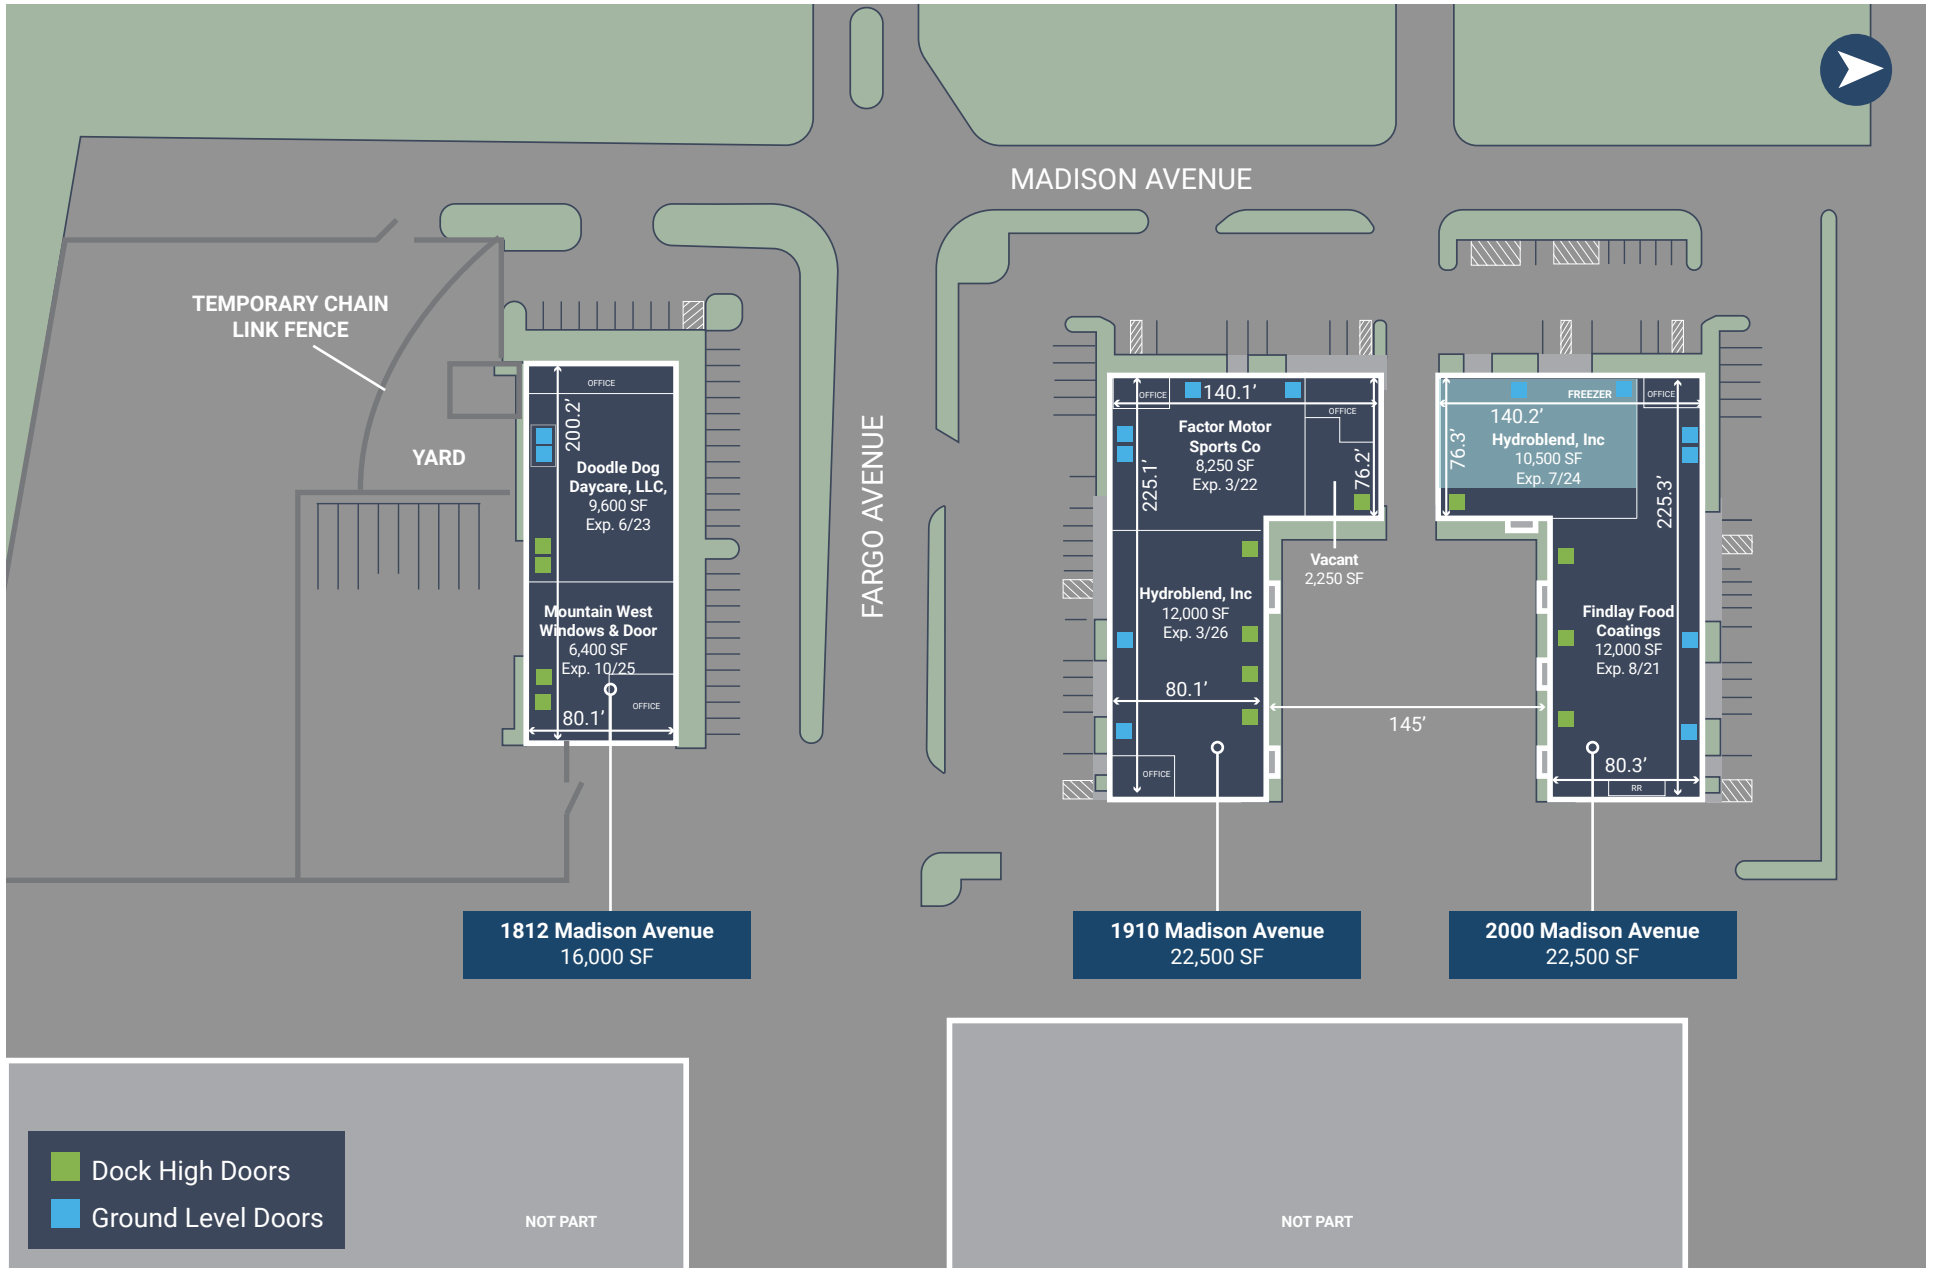 MADISON AVENUE
TEMPORARY CHAIN
LINK FENCE
YARD
FARGO AVENUE
OFFICE
200.2’
Doodle Dog
Daycare, LLC,
9,600 SF
Exp. 6/23
Mountain West
Windows & Door
6,400 SF
Exp. 10/25
OFFICE
80.1’
OFFICE
140.1’
OFFICE
Factor Motor
Sports Co
8,250 SF
Exp. 3/22
225.1’
76.2’
Vacant
2,250 SF
Hydroblend, Inc
12,000 SF
Exp. 3/26
80.1’
OFFICE
145’
FREEZER
OFFICE
140.2’
76.3’
Hydroblend, Inc
10,500 SF
Exp. 7/24
225.3’
Findlay Food
Coatings
12,000 SF
Exp. 8/21
80.3’
RR
1812 Madison Avenue
16,000 SF
1910 Madison Avenue
22,500 SF
2000 Madison Avenue
22,500 SF
Dock High Doors
Ground Level Doors
NOT PART
NOT PART